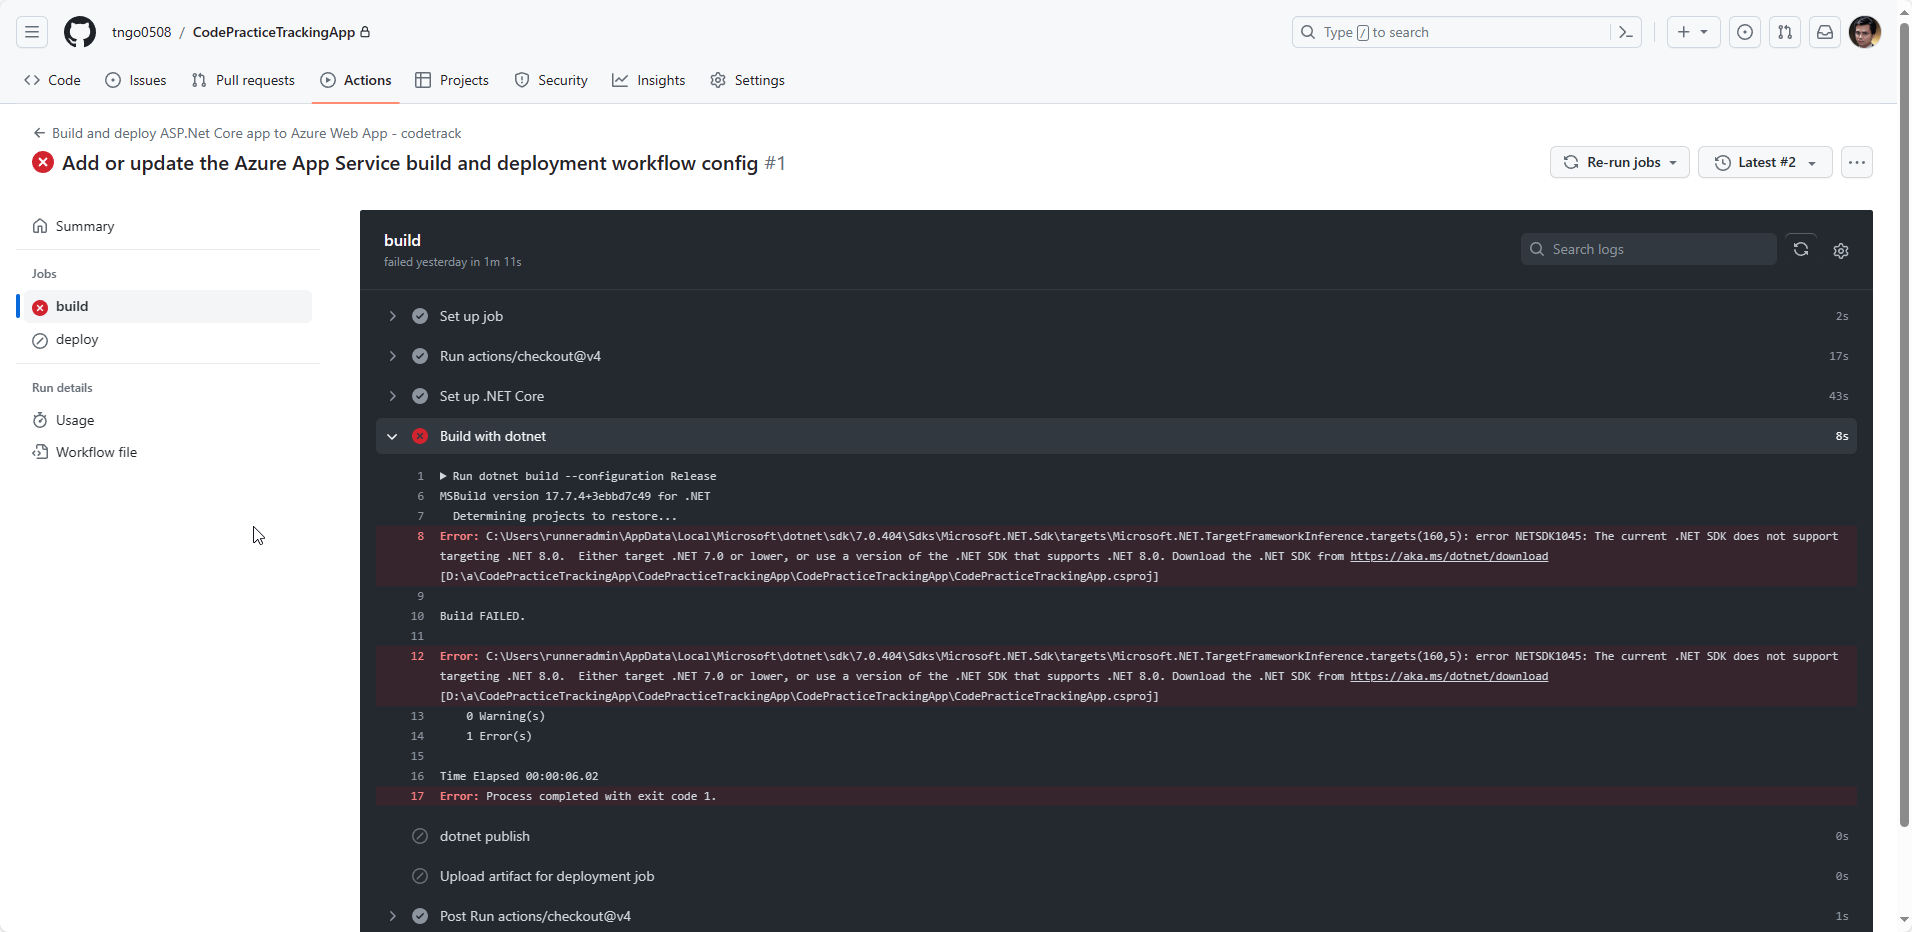 tngo0508 / CodePracticeTrackingApp
Type / to search
Code
Issues
Pull requests
Actions
Projects
Security
Insights
Settings
Build and deploy ASP.Net Core app to Azure Web App - codetrack
Add or update the Azure App Service build and deployment workflow config #1
Re-run jobs
Latest #2
Summary
Jobs
build
deploy
Run details
Usage
Workflow file
build
failed yesterday in 1m 11s
Search logs
Set up job 2s
Run actions/checkout@v4 17s
Set up .NET Core 43s
Build with dotnet 8s
1 Run dotnet build --configuration Release
6 MSBuild version 17.7.4+3ebbd7c49 for .NET
7 Determining projects to restore...
8 Error: C:\Users\runneradmin\AppData\Local\Microsoft\dotnet\sdk\7.0.404\Sdks\Microsoft.NET.Sdk\targets\Microsoft.NET.TargetFrameworkInference.targets(160,5): error NETSDK1045: The current .NET SDK does not support
targeting .NET 8.0.  Either target .NET 7.0 or lower, or use a version of the .NET SDK that supports .NET 8.0. Download the .NET SDK from https://aka.ms/dotnet/download
[D:\a\CodePracticeTrackingApp\CodePracticeTrackingApp\CodePracticeTrackingApp\CodePracticeTrackingApp.csproj]
9
10 Build FAILED.
11
12 Error: C:\Users\runneradmin\AppData\Local\Microsoft\dotnet\sdk\7.0.404\Sdks\Microsoft.NET.Sdk\targets\Microsoft.NET.TargetFrameworkInference.targets(160,5): error NETSDK1045: The current .NET SDK does not support
targeting .NET 8.0.  Either target .NET 7.0 or lower, or use a version of the .NET SDK that supports .NET 8.0. Download the .NET SDK from https://aka.ms/dotnet/download
[D:\a\CodePracticeTrackingApp\CodePracticeTrackingApp\CodePracticeTrackingApp\CodePracticeTrackingApp.csproj]
13 0 Warning(s)
14 1 Error(s)
15
16 Time Elapsed 00:00:06.02
17 Error: Process completed with exit code 1.
dotnet publish 0s
Upload artifact for deployment job 0s
Post Run actions/checkout@v4 1s